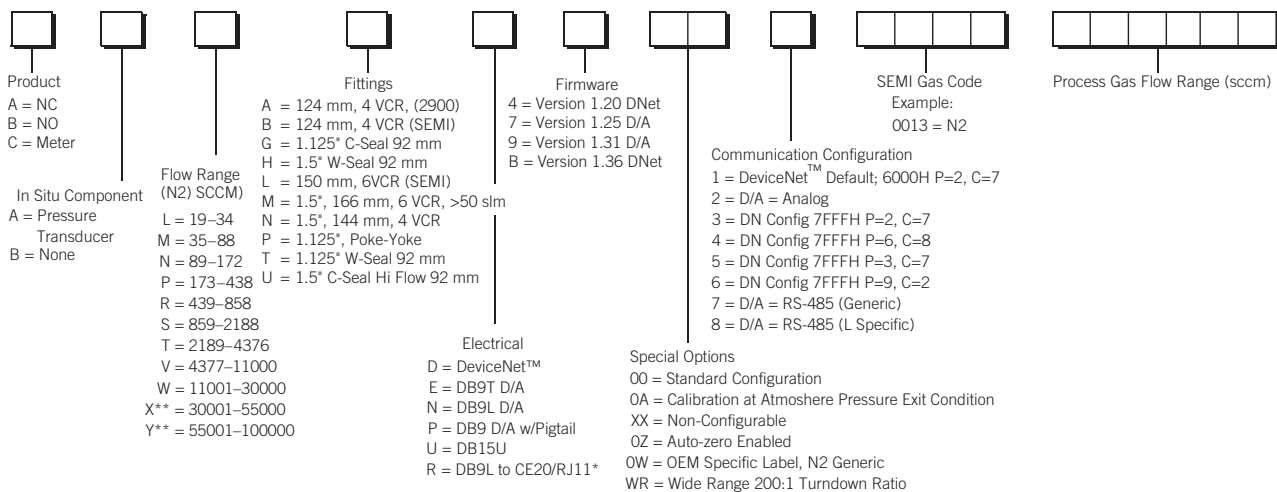 Product
A = NC
B = NO
C = Meter
In Situ Component
A = Pressure
Transducer
B = None
Flow Range
(N2) SCCM)
L = 19–34
M = 35–88
N = 89–172
P = 173–438
R = 439–858
S = 859–2188
T = 2189–4376
V = 4377–11000
W = 11001–30000
X** = 30001–55000
Y** = 55001–100000
Fittings
A = 124 mm, 4 VCR, (2900)
B = 124 mm, 4 VCR (SEMI)
G = 1.125" C-Seal 92 mm
H = 1.5" W-Seal 92 mm
L = 150 mm, 6VCR (SEMI)
M = 1.5", 166 mm, 6 VCR, >50 slm
N = 1.5", 144 mm, 4 VCR
P = 1.125", Poke-Yoke
T = 1.125" W-Seal 92 mm
U = 1.5" C-Seal Hi Flow 92 mm
Electrical
D = DeviceNet™
E = DB9T D/A
N = DB9L D/A
P = DB9 D/A w/Pigtail
U = DB15U
R = DB9L to CE20/RJ11*
Firmware
4 = Version 1.20 DNet
7 = Version 1.25 D/A
9 = Version 1.31 D/A
B = Version 1.36 DNet
Special Options
00 = Standard Configuration
0A = Calibration at Atmoshere Pressure Exit Condition
XX = Non-Configurable
0Z = Auto-zero Enabled
0W = OEM Specific Label, N2 Generic
WR = Wide Range 200:1 Turndown Ratio
Communication Configuration
1 = DeviceNet™ Default; 6000H P=2, C=7
2 = D/A = Analog
3 = DN Config 7FFFH P=2, C=7
4 = DN Config 7FFFH P=6, C=8
5 = DN Config 7FFFH P=3, C=7
6 = DN Config 7FFFH P=9, C=2
7 = D/A = RS-485 (Generic)
8 = D/A = RS-485 (L Specific)
SEMI Gas Code
Example:
0013 = N2
Process Gas Flow Range (sccm)